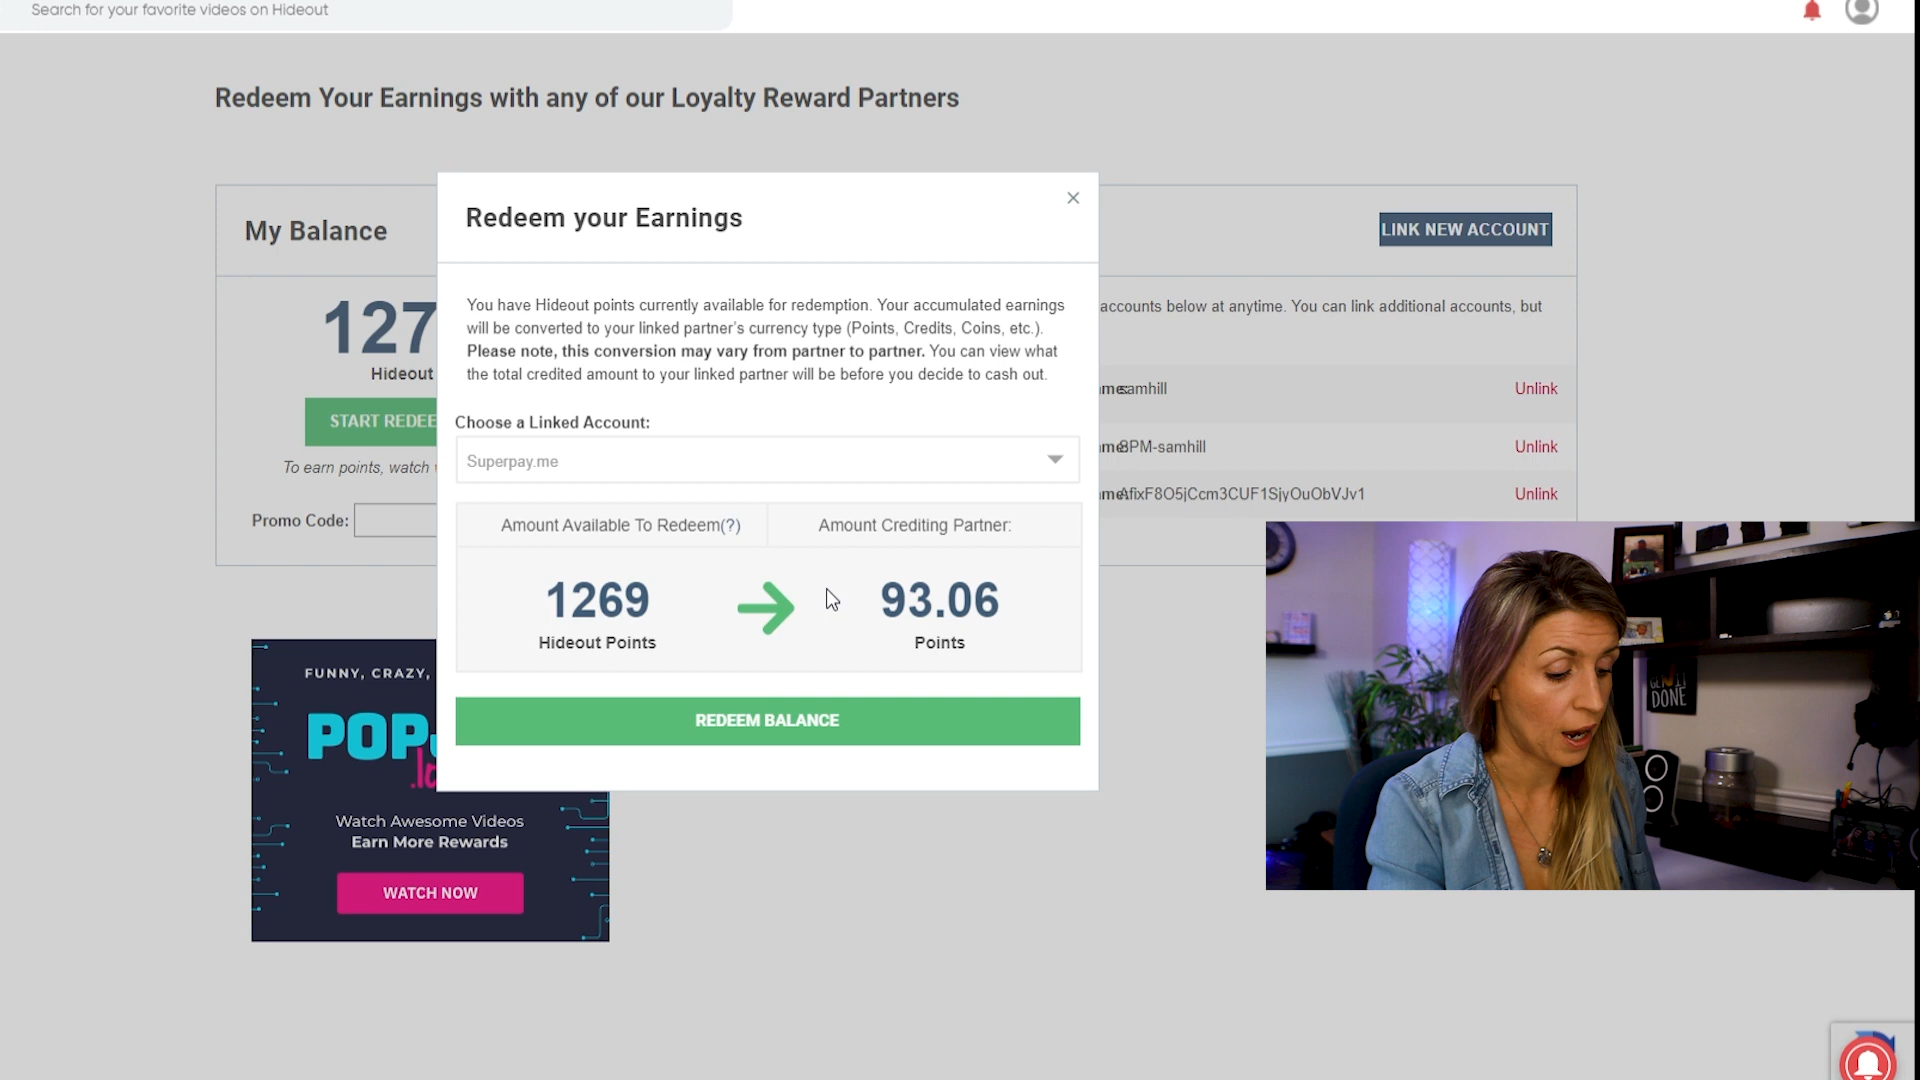 Search for your favorite videos on Hideout
Redeem Your Earnings with any of our Loyalty Reward Partners
My Balance
LINK NEW ACCOUNT
127
Hideout
START REDEE
To earn points, watch
Promo Code:
accounts below at anytime. You can link additional accounts, but
samhill
Unlink
SPM-samhill
Unlink
AfixF8O5jCcm3CUF1SjyOuObVJv1
Unlink
Redeem your Earnings
×
You have Hideout points currently available for redemption. Your accumulated earnings
will be converted to your linked partner's currency type (Points, Credits, Coins, etc.).
Please note, this conversion may vary from partner to partner. You can view what
the total credited amount to your linked partner will be before you decide to cash out.
Choose a Linked Account:
Superpay.me
Amount Available To Redeem(?)
Amount Crediting Partner:
1269
93.06
Hideout Points
Points
REDEEM BALANCE
FUNNY, CRAZY,
POP
Watch Awesome Videos
Earn More Rewards
WATCH NOW
DONE